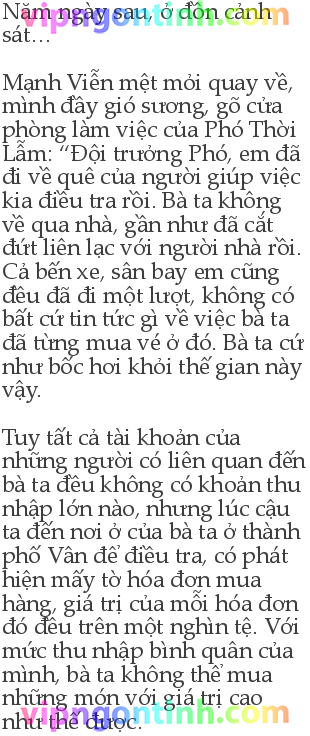 vipngontinh.com
Năm ngày sau, ở đồn cảnh
sát…
Mạnh Viễn mệt mỏi quay về,
mình đầy gió sương, gõ cửa
phòng làm việc của Phó Thời
Lẫm: “Đội trưởng Phó, em đã
đi về quê của người giúp việc
kia điều tra rồi. Bà ta không
về qua nhà, gần như đã cắt
đứt liên lạc với người nhà rồi.
Cả bến xe, sân bay em cũng
đều đã đi một lượt, không có
bất cứ tin tức gì về việc bà ta
đã từng mua vé ở đó. Bà ta cứ
như bốc hơi khỏi thế gian này
vậy.
Tuy tất cả tài khoản của
những người có liên quan đến
bà ta đều không có khoản thu
nhập lớn nào, nhưng lúc cậu
ta đến nơi ở của bà ta ở thành
phố Vân để điều tra, có phát
hiện mấy tờ hóa đơn mua
hàng, giá trị của mỗi hóa đơn
đó đều trên một nghìn tệ. Với
mức thu nhập bình quân của
mình, bà ta không thể mua
những món với giá trị cao
như thế được.
vipngontinh.com